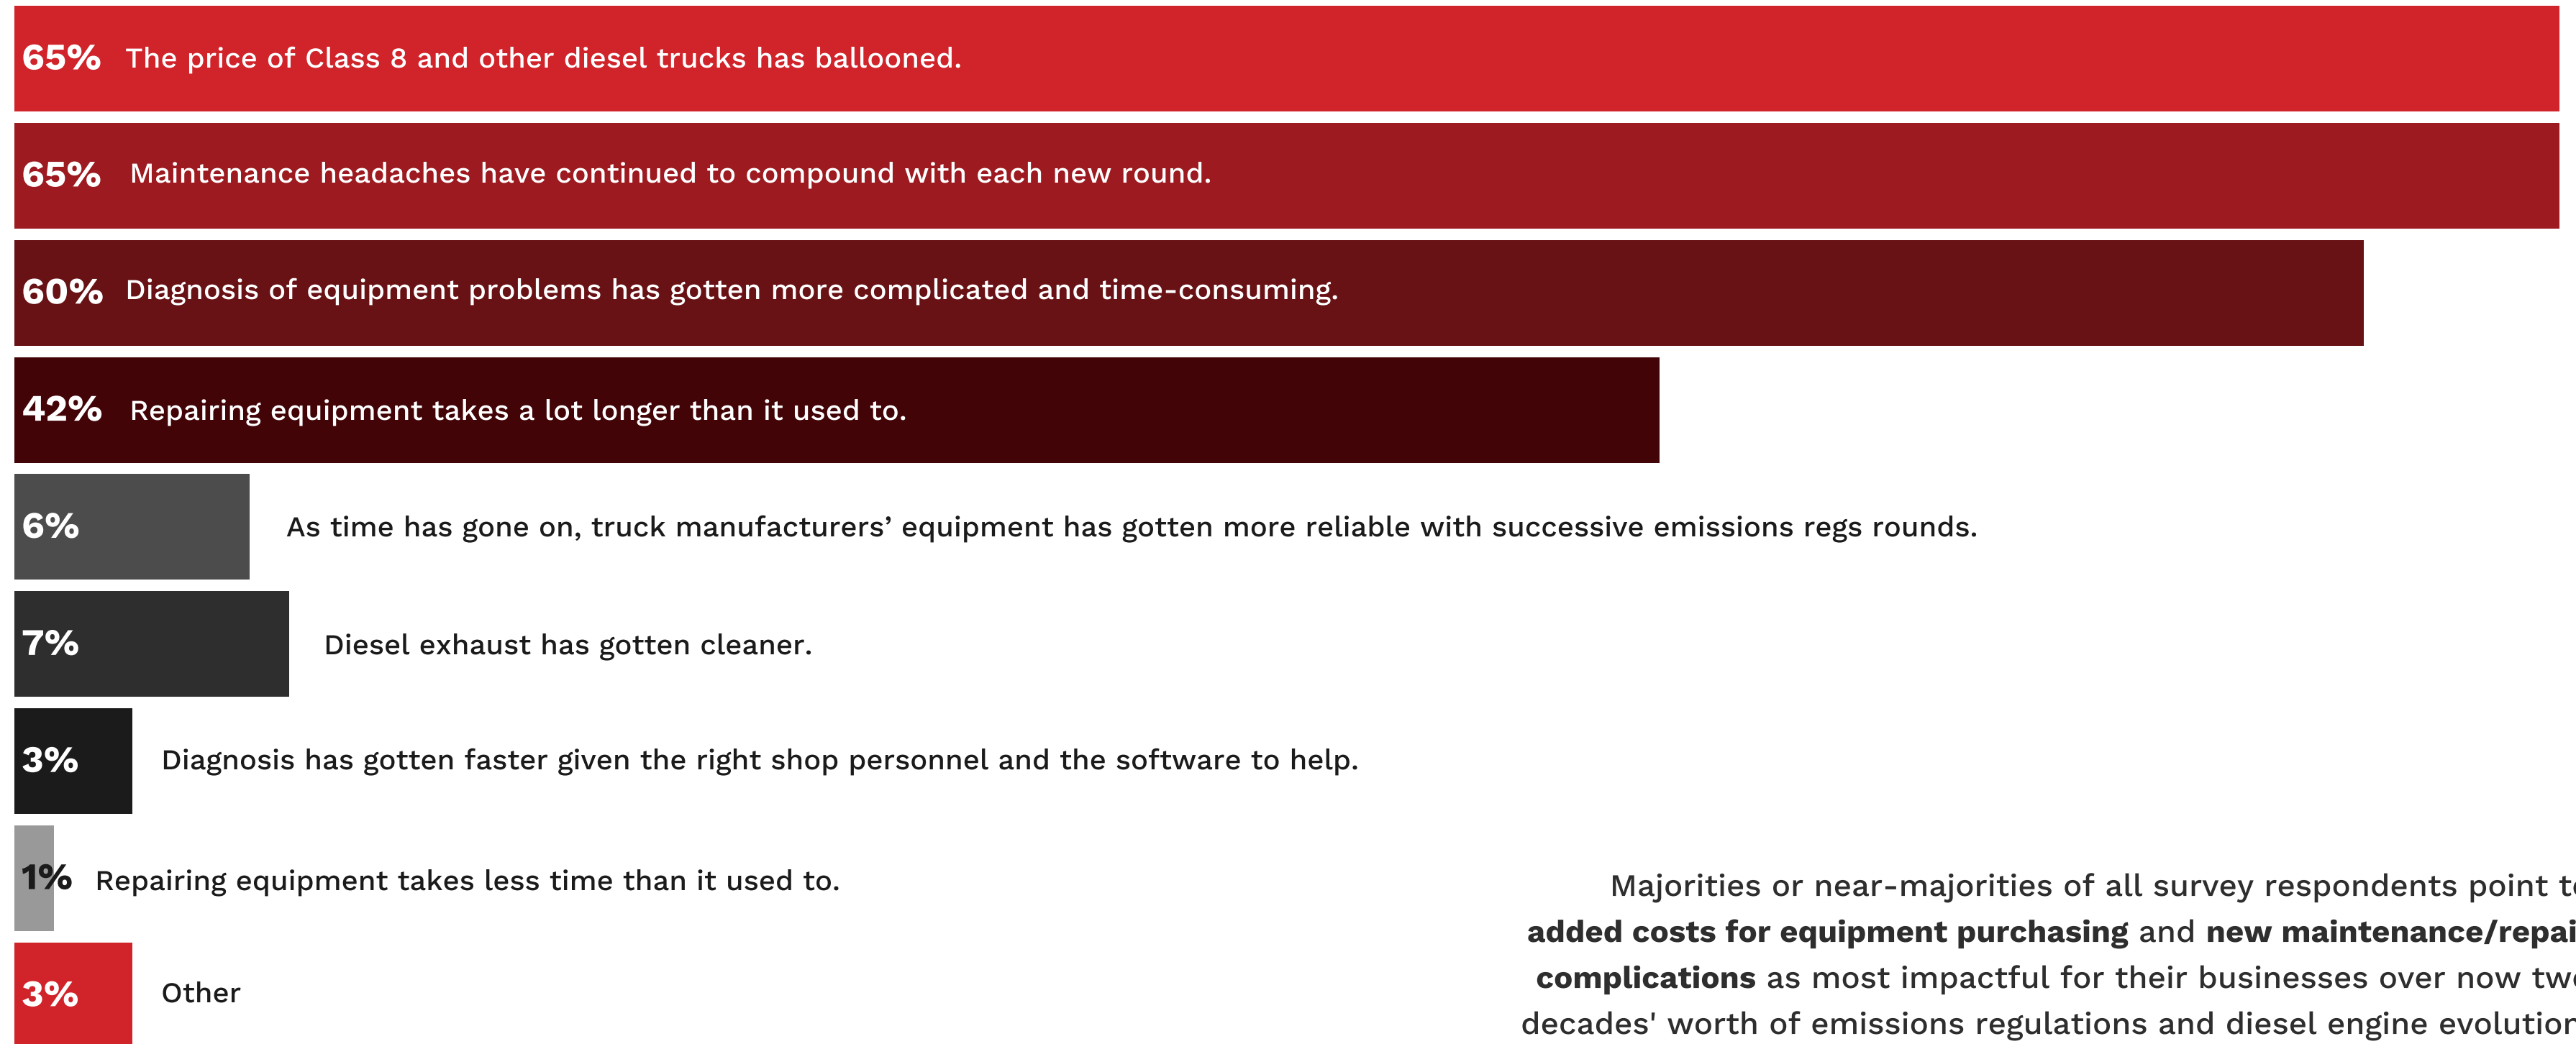 65% The price of Class 8 and other diesel trucks has ballooned.
65% Maintenance headaches have continued to compound with each new round.
60% Diagnosis of equipment problems has gotten more complicated and time-consuming.
42% Repairing equipment takes a lot longer than it used to.
6% As time has gone on, truck manufacturers’ equipment has gotten more reliable with successive emissions regs rounds.
7% Diesel exhaust has gotten cleaner.
3% Diagnosis has gotten faster given the right shop personnel and the software to help.
1% Repairing equipment takes less time than it used to.
3% Other
Majorities or near-majorities of all survey respondents point
added costs for equipment purchasing and new maintenance/repai
complications as most impactful for their businesses over now
decades' worth of emissions regulations and diesel engine evolution